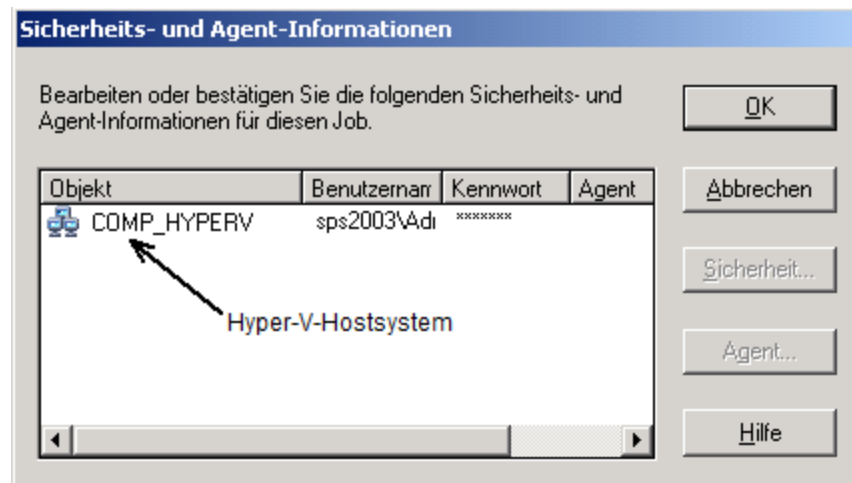 Sicherheits- und Agent-Informationen
Bearbeiten oder bestätigen Sie die folgenden Sicherheits- und
Agent-Informationen für diesen Job.
OK
Objekt Benutzernam Kennwort Agent
Abbrechen
COMP_HYPERV sps2003\Adı *******
Sicherheit...
Hyper-V-Hostsystem
Agent...
Hilfe